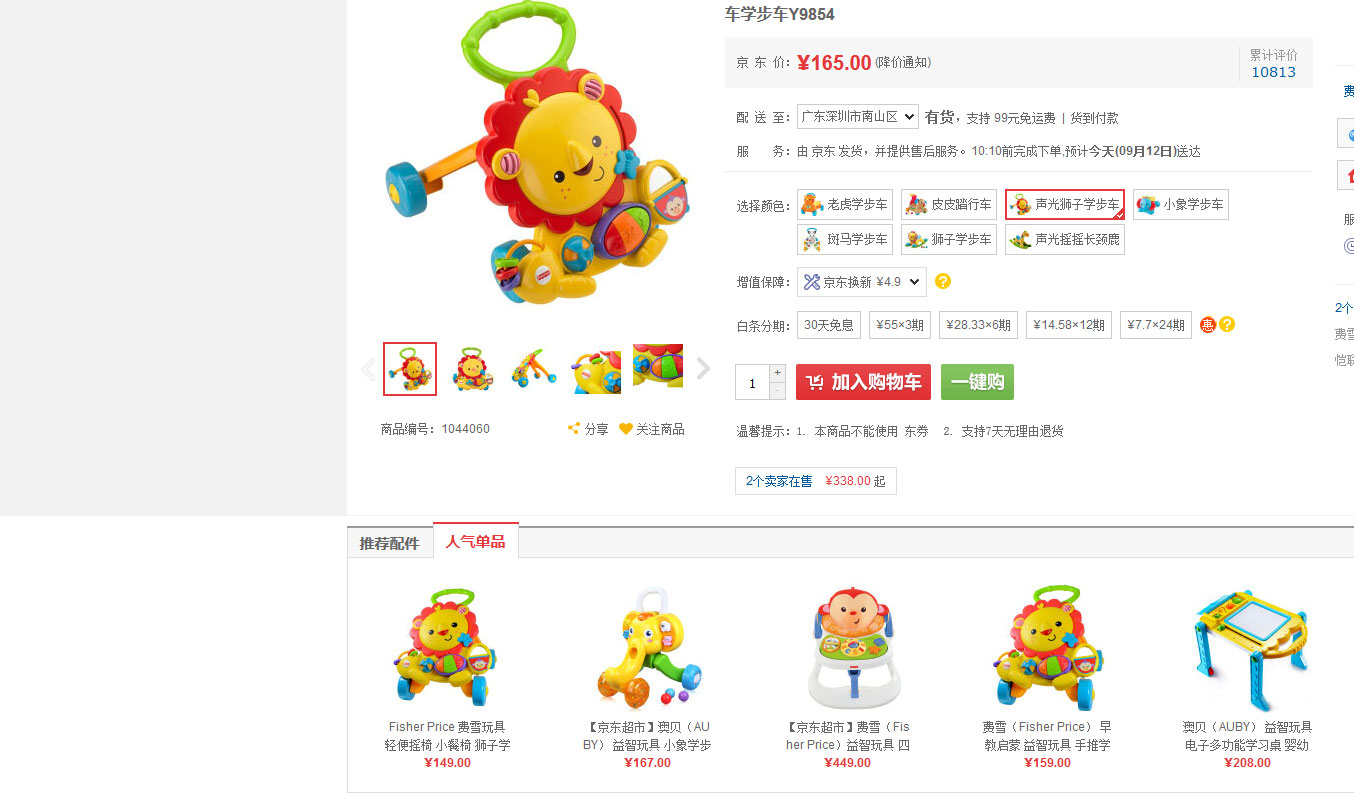 车学步车Y9854
京 东 价： ¥165.00 (降价通知)
累计评价
10813
费
配 送 至： 广东深圳市南山区 有货，支持 99元免运费 | 货到付款
服 务： 由 京东 发货，并提供售后服务。10:10前完成下单,预计今天(09月12日)送达
选择颜色： 老虎学步车 皮皮踏行车 声光狮子学步车 小象学步车
斑马学步车 狮子学步车 声光摇摇长颈鹿
服
增值保障： 京东换新 ¥4.9 ?
2个
白条分期： 30天免息 ¥55×3期 ¥28.33×6期 ¥14.58×12期 ¥7.7×24期 惠 ?
费雪
1 + - 加入购物车 一键购
商品编号：1044060 分享 关注商品
温馨提示：1. 本商品不能使用 东券 2. 支持7天无理由退货
2个卖家在售 ¥338.00 起
推荐配件 人气单品
Fisher Price 费雪玩具
轻便摇椅 小餐椅 狮子学
¥149.00
【京东超市】澳贝（AU
BY） 益智玩具 小象学步
¥167.00
【京东超市】费雪（Fis
her Price）益智玩具 四
¥449.00
费雪（Fisher Price） 早
教启蒙 益智玩具 手推学
¥159.00
澳贝（AUBY） 益智玩具
电子多功能学习桌 婴幼
¥208.00